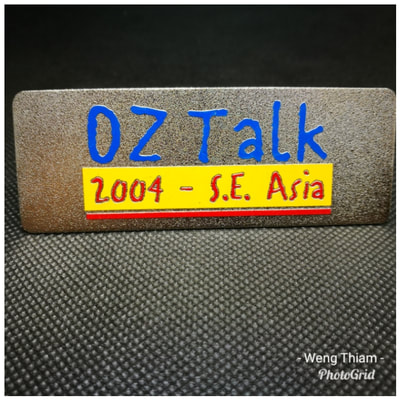 OZ Talk
2004 - S.E. Asia
- Weng Thiam -
PhotoGrid